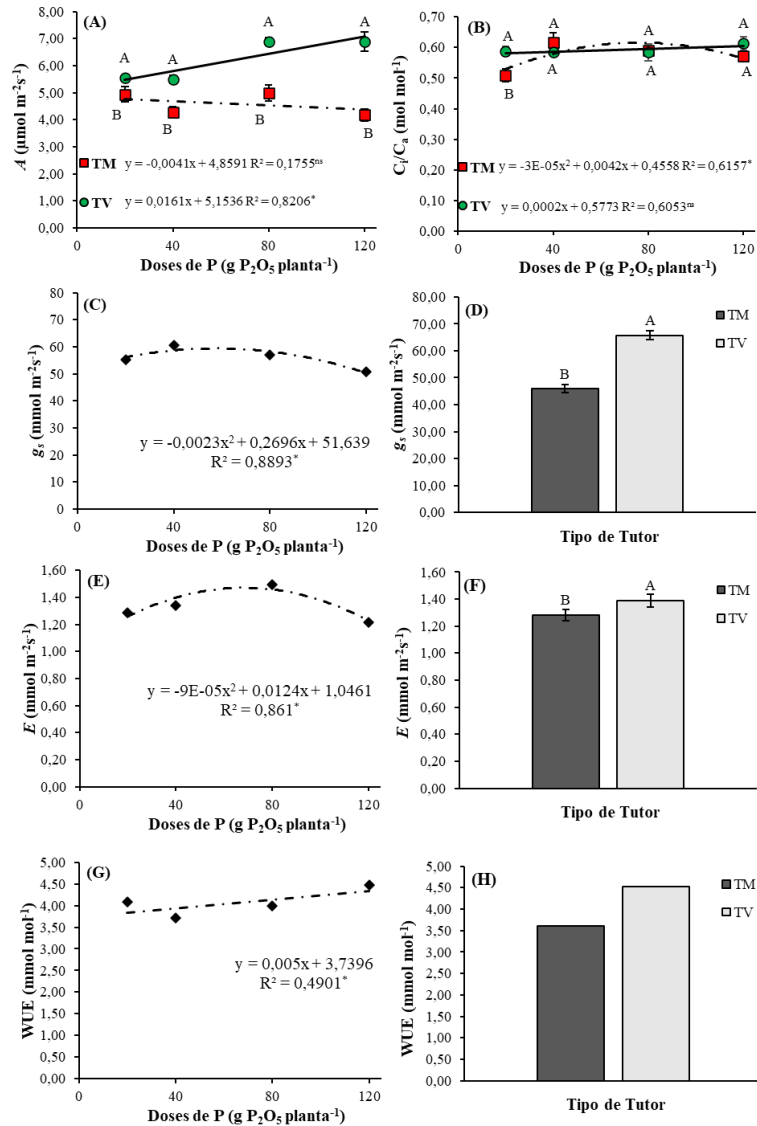 (A)
8,00
7,00
6,00
5,00
4,00
3,00
2,00
1,00
0,00
A (µmol m⁻²s⁻¹)
A A A A
B B B B
TM y = -0,0041x + 4,8591 R² = 0,1755ns
TV y = 0,0161x + 5,1536 R² = 0,8206*
0 40 80 120
Doses de P (g P₂O₅ planta⁻¹)
(B)
0,70
0,60
0,50
0,40
0,30
0,20
0,10
0,00
Cᵢ/Cₐ (mol mol⁻¹)
A A A A
B A A A
TM y = -3E-05x² + 0,0042x + 0,4558 R² = 0,6157*
TV y = 0,0002x + 0,5773 R² = 0,6053ns
0 40 80 120
Doses de P (g P₂O₅ planta⁻¹)
(C)
80
70
60
50
40
30
20
10
0
gₛ (mmol m⁻²s⁻¹)
y = -0,0023x² + 0,2696x + 51,639
R² = 0,8893*
0 40 80 120
Doses de P (g P₂O₅ planta⁻¹)
(D)
80,00
70,00
60,00
50,00
40,00
30,00
20,00
10,00
0,00
gₛ (mmol m⁻²s⁻¹)
B A
TM
TV
Tipo de Tutor
(E)
1,60
1,40
1,20
1,00
0,80
0,60
0,40
0,20
0,00
E (mmol m⁻²s⁻¹)
y = -9E-05x² + 0,0124x + 1,0461
R² = 0,861*
0 40 80 120
Doses de P (g P₂O₅ planta⁻¹)
(F)
1,60
1,40
1,20
1,00
0,80
0,60
0,40
0,20
0,00
E (mmol m⁻²s⁻¹)
B A
TM
TV
Tipo de Tutor
(G)
5,00
4,50
4,00
3,50
3,00
2,50
2,00
1,50
1,00
0,50
0,00
WUE (mmol mol⁻¹)
y = 0,005x + 3,7396
R² = 0,4901*
0 40 80 120
Doses de P (g P₂O₅ planta⁻¹)
(H)
5,00
4,50
4,00
3,50
3,00
2,50
2,00
1,50
1,00
0,50
0,00
WUE (mmol mol⁻¹)
TM
TV
Tipo de Tutor